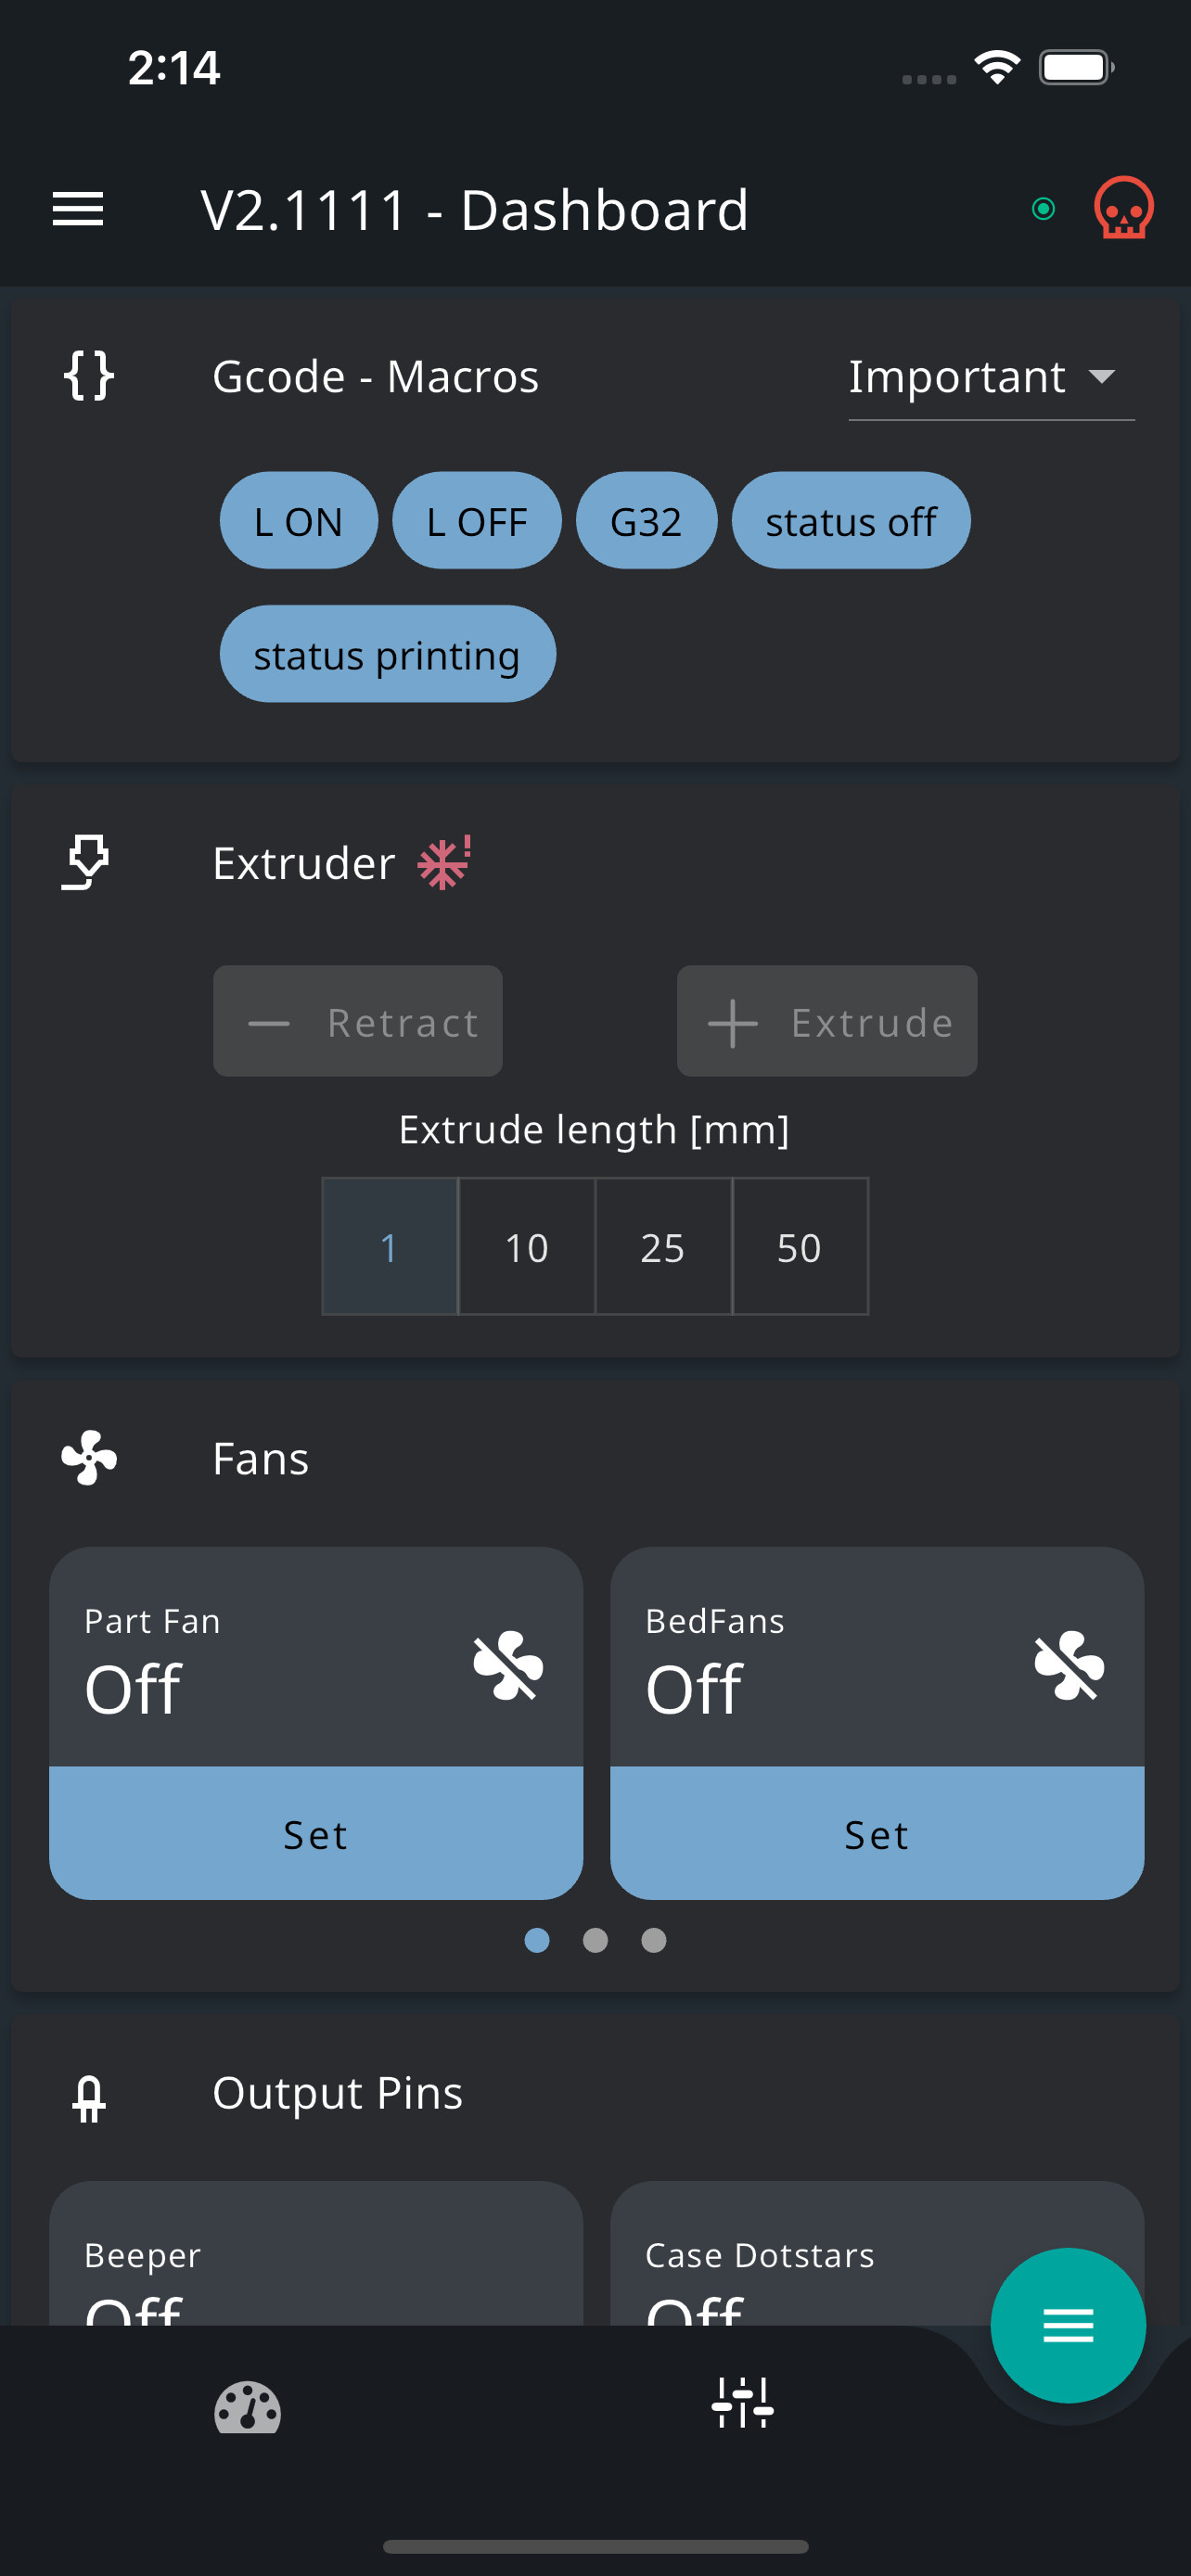 2:14
V2.1111 - Dashboard
Gcode - Macros Important
L ON L OFF G32 status off
status printing
Extruder
Retract Extrude
Extrude length [mm]
1 10 25 50
Fans
Part Fan BedFans
Off Off
Set Set
Output Pins
Beeper Case Dotstars
Off Off